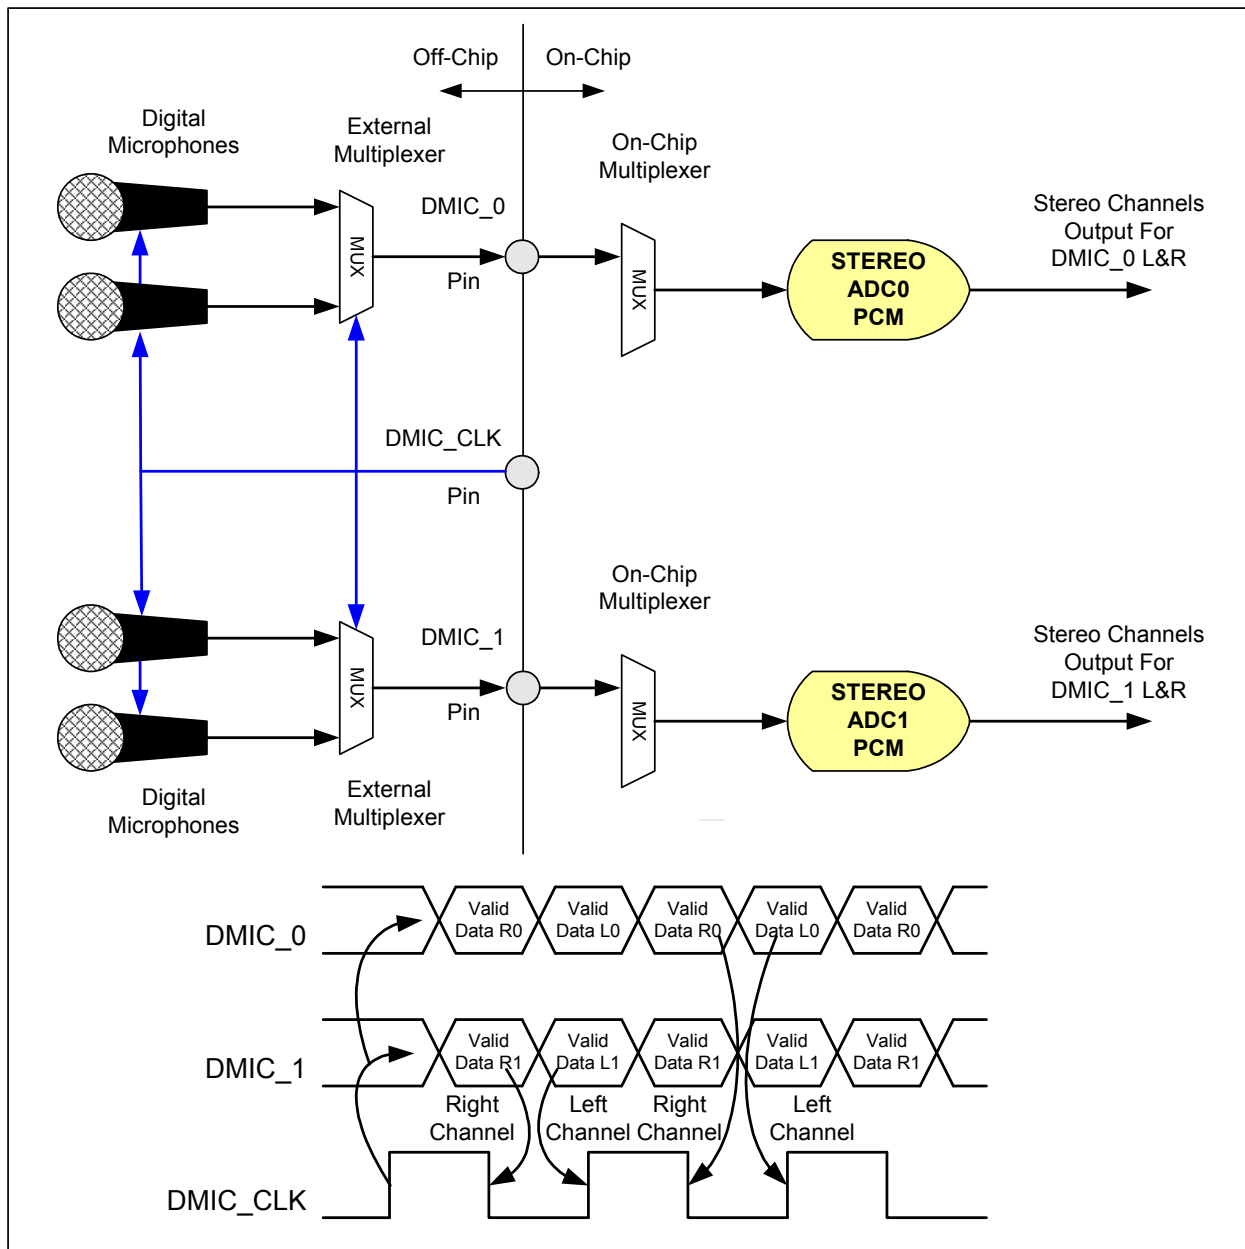 Off-Chip
On-Chip
Digital
Microphones
External
Multiplexer
On-Chip
Multiplexer
DMIC_0
Pin
MUX
MUX
STEREO
ADC0
PCM
Stereo Channels
Output For
DMIC_0 L&R
DMIC_CLK
Pin
On-Chip
Multiplexer
DMIC_1
Pin
MUX
MUX
STEREO
ADC1
PCM
Stereo Channels
Output For
DMIC_1 L&R
Digital
Microphones
External
Multiplexer
DMIC_0
Valid
Data R0
Valid
Data L0
Valid
Data R0
Valid
Data L0
Valid
Data R0
DMIC_1
Valid
Data R1
Valid
Data L1
Valid
Data R1
Valid
Data L1
Valid
Data R1
Right
Channel
Left
Channel
Right
Channel
Left
Channel
DMIC_CLK